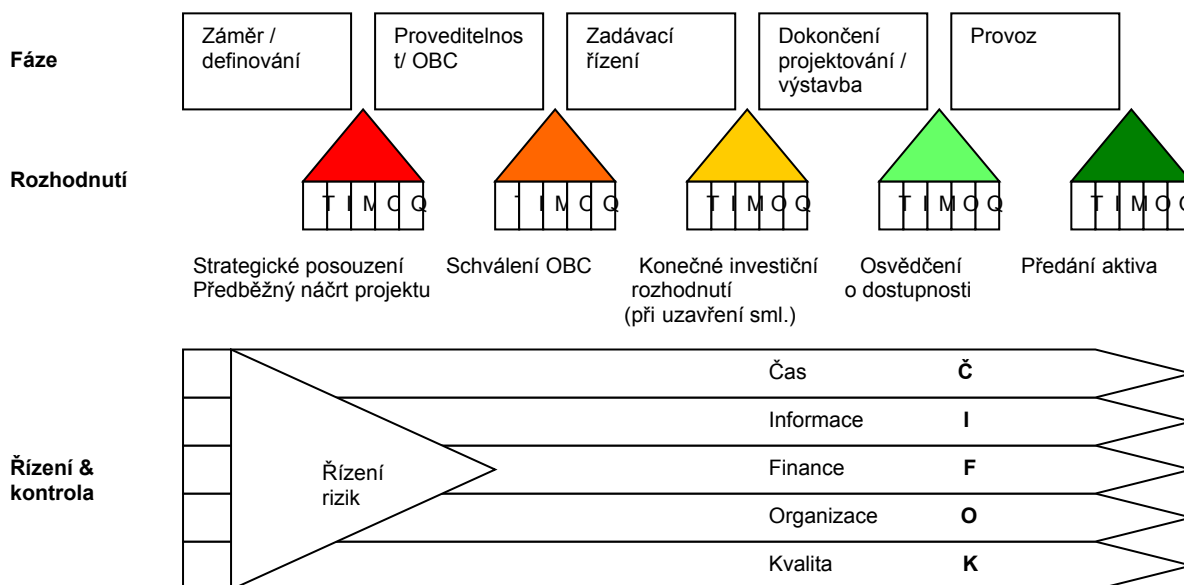 Fáze
Záměr /
definování
Proveditelnos
t/ OBC
Zadávací
řízení
Dokončení
projektování /
výstavba
Provoz
Rozhodnutí
T I M O Q
T I M O Q
T I M O Q
T I M O Q
T I M O Q
Strategické posouzení
Předběžný náčrt projektu
Schválení OBC
Konečné investiční
rozhodnutí
(při uzavření sml.)
Osvědčení
o dostupnosti
Předání aktiva
Řízení &
kontrola
Řízení
rizik
Čas Č
Informace I
Finance F
Organizace O
Kvalita K